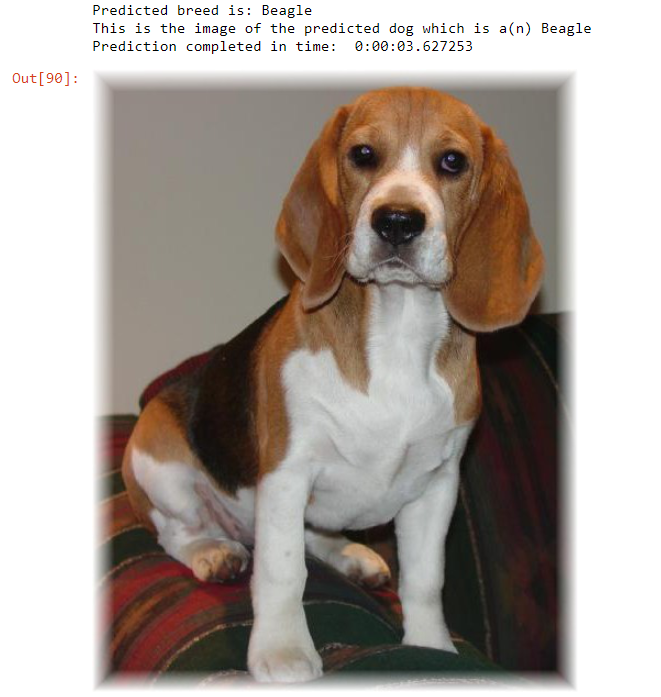 Predicted breed is: Beagle
This is the image of the predicted dog which is a(n) Beagle
Prediction completed in time:  0:00:03.627253
Out[90]: